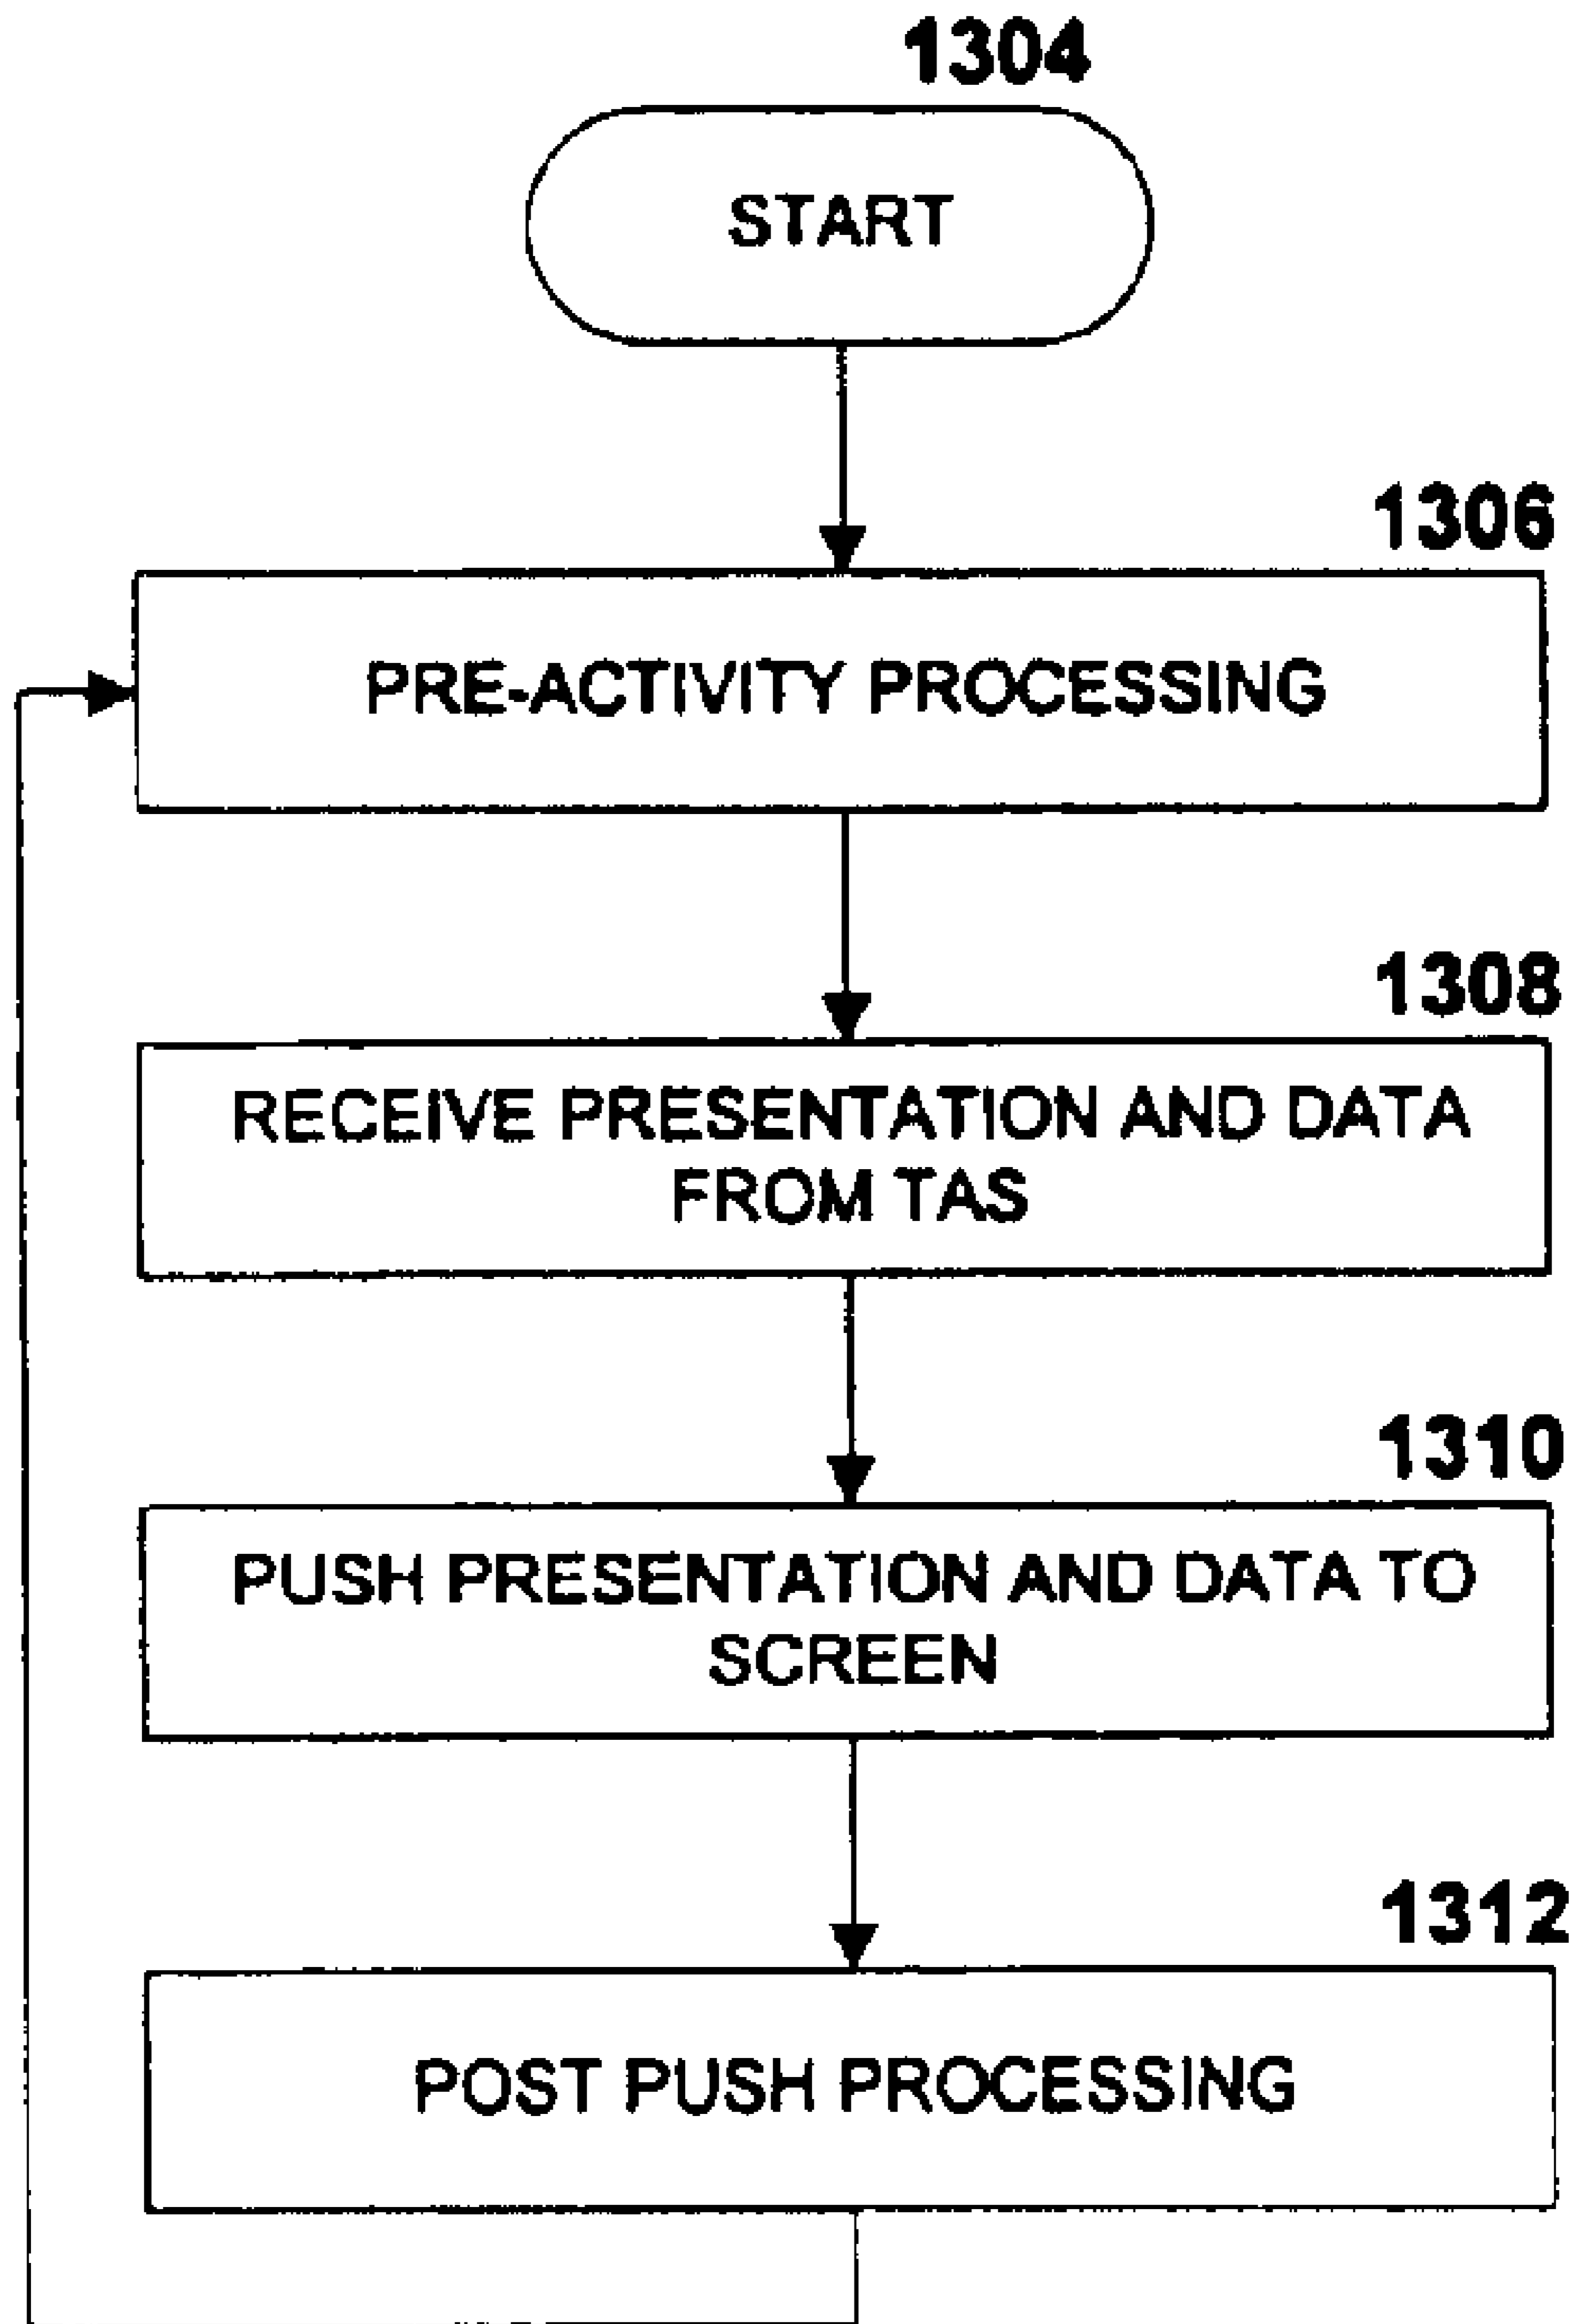 1304
START
1306
PRE-ACTIVITY PROCESSING
1308
RECEIVE PRESENTATION AND DATA
FROM TAS
1310
PUSH PRESENTATION AND DATA TO
SCREEN
1312
POST PUSH PROCESSING